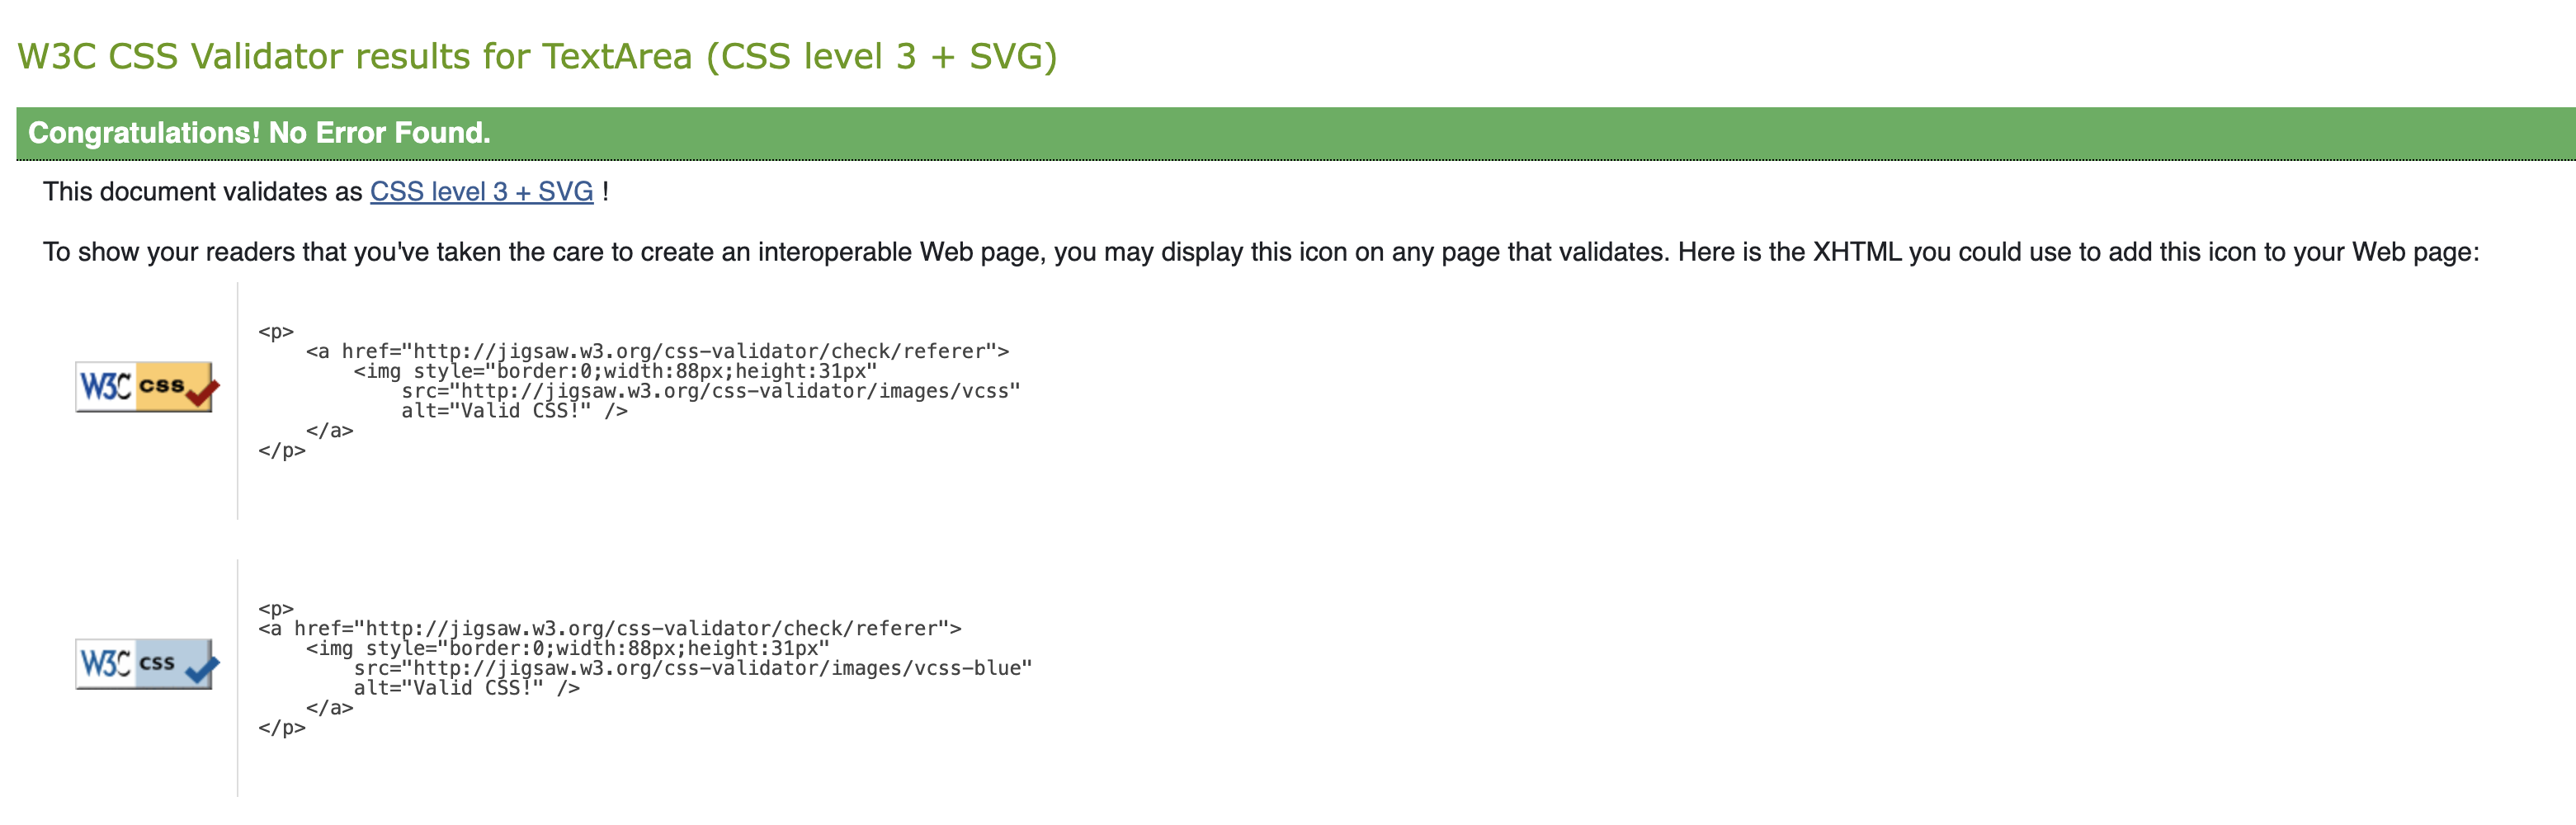 W3C CSS Validator results for TextArea (CSS level 3 + SVG)
Congratulations! No Error Found.
This document validates as CSS level 3 + SVG !
To show your readers that you've taken the care to create an interoperable Web page, you may display this icon on any page that validates. Here is the XHTML you could use to add this icon to your Web page:
W3C css
<p>
    <a href="http://jigsaw.w3.org/css-validator/check/referer">
        <img style="border:0;width:88px;height:31px"
            src="http://jigsaw.w3.org/css-validator/images/vcss"
            alt="Valid CSS!" />
    </a>
</p>
W3C css
<p>
<a href="http://jigsaw.w3.org/css-validator/check/referer">
    <img style="border:0;width:88px;height:31px"
        src="http://jigsaw.w3.org/css-validator/images/vcss-blue"
        alt="Valid CSS!" />
    </a>
</p>